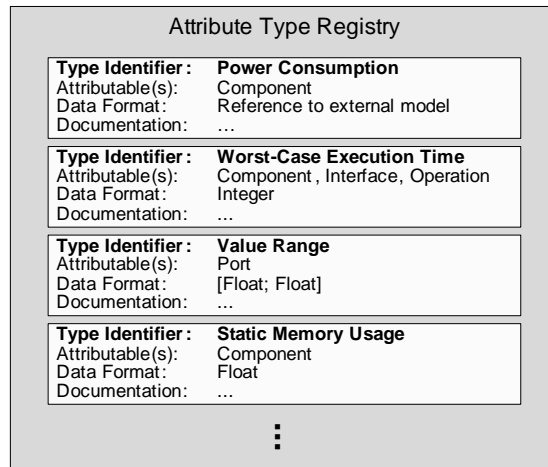 Attribute Type Registry
Type Identifier: Power Consumption
Attributable(s): Component
Data Format: Reference to external model
Documentation: ...
Type Identifier: Worst-Case Execution Time
Attributable(s): Component, Interface, Operation
Data Format: Integer
Documentation: ...
Type Identifier: Value Range
Attributable(s): Port
Data Format: [Float; Float]
Documentation: ...
Type Identifier: Static Memory Usage
Attributable(s): Component
Data Format: Float
Documentation: ...
⋮